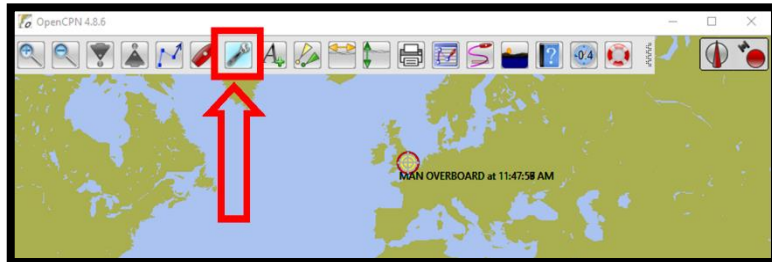 OpenCPN 4.8.6
A
?
-0.4
MAN OVERBOARD at 11:47:58 AM